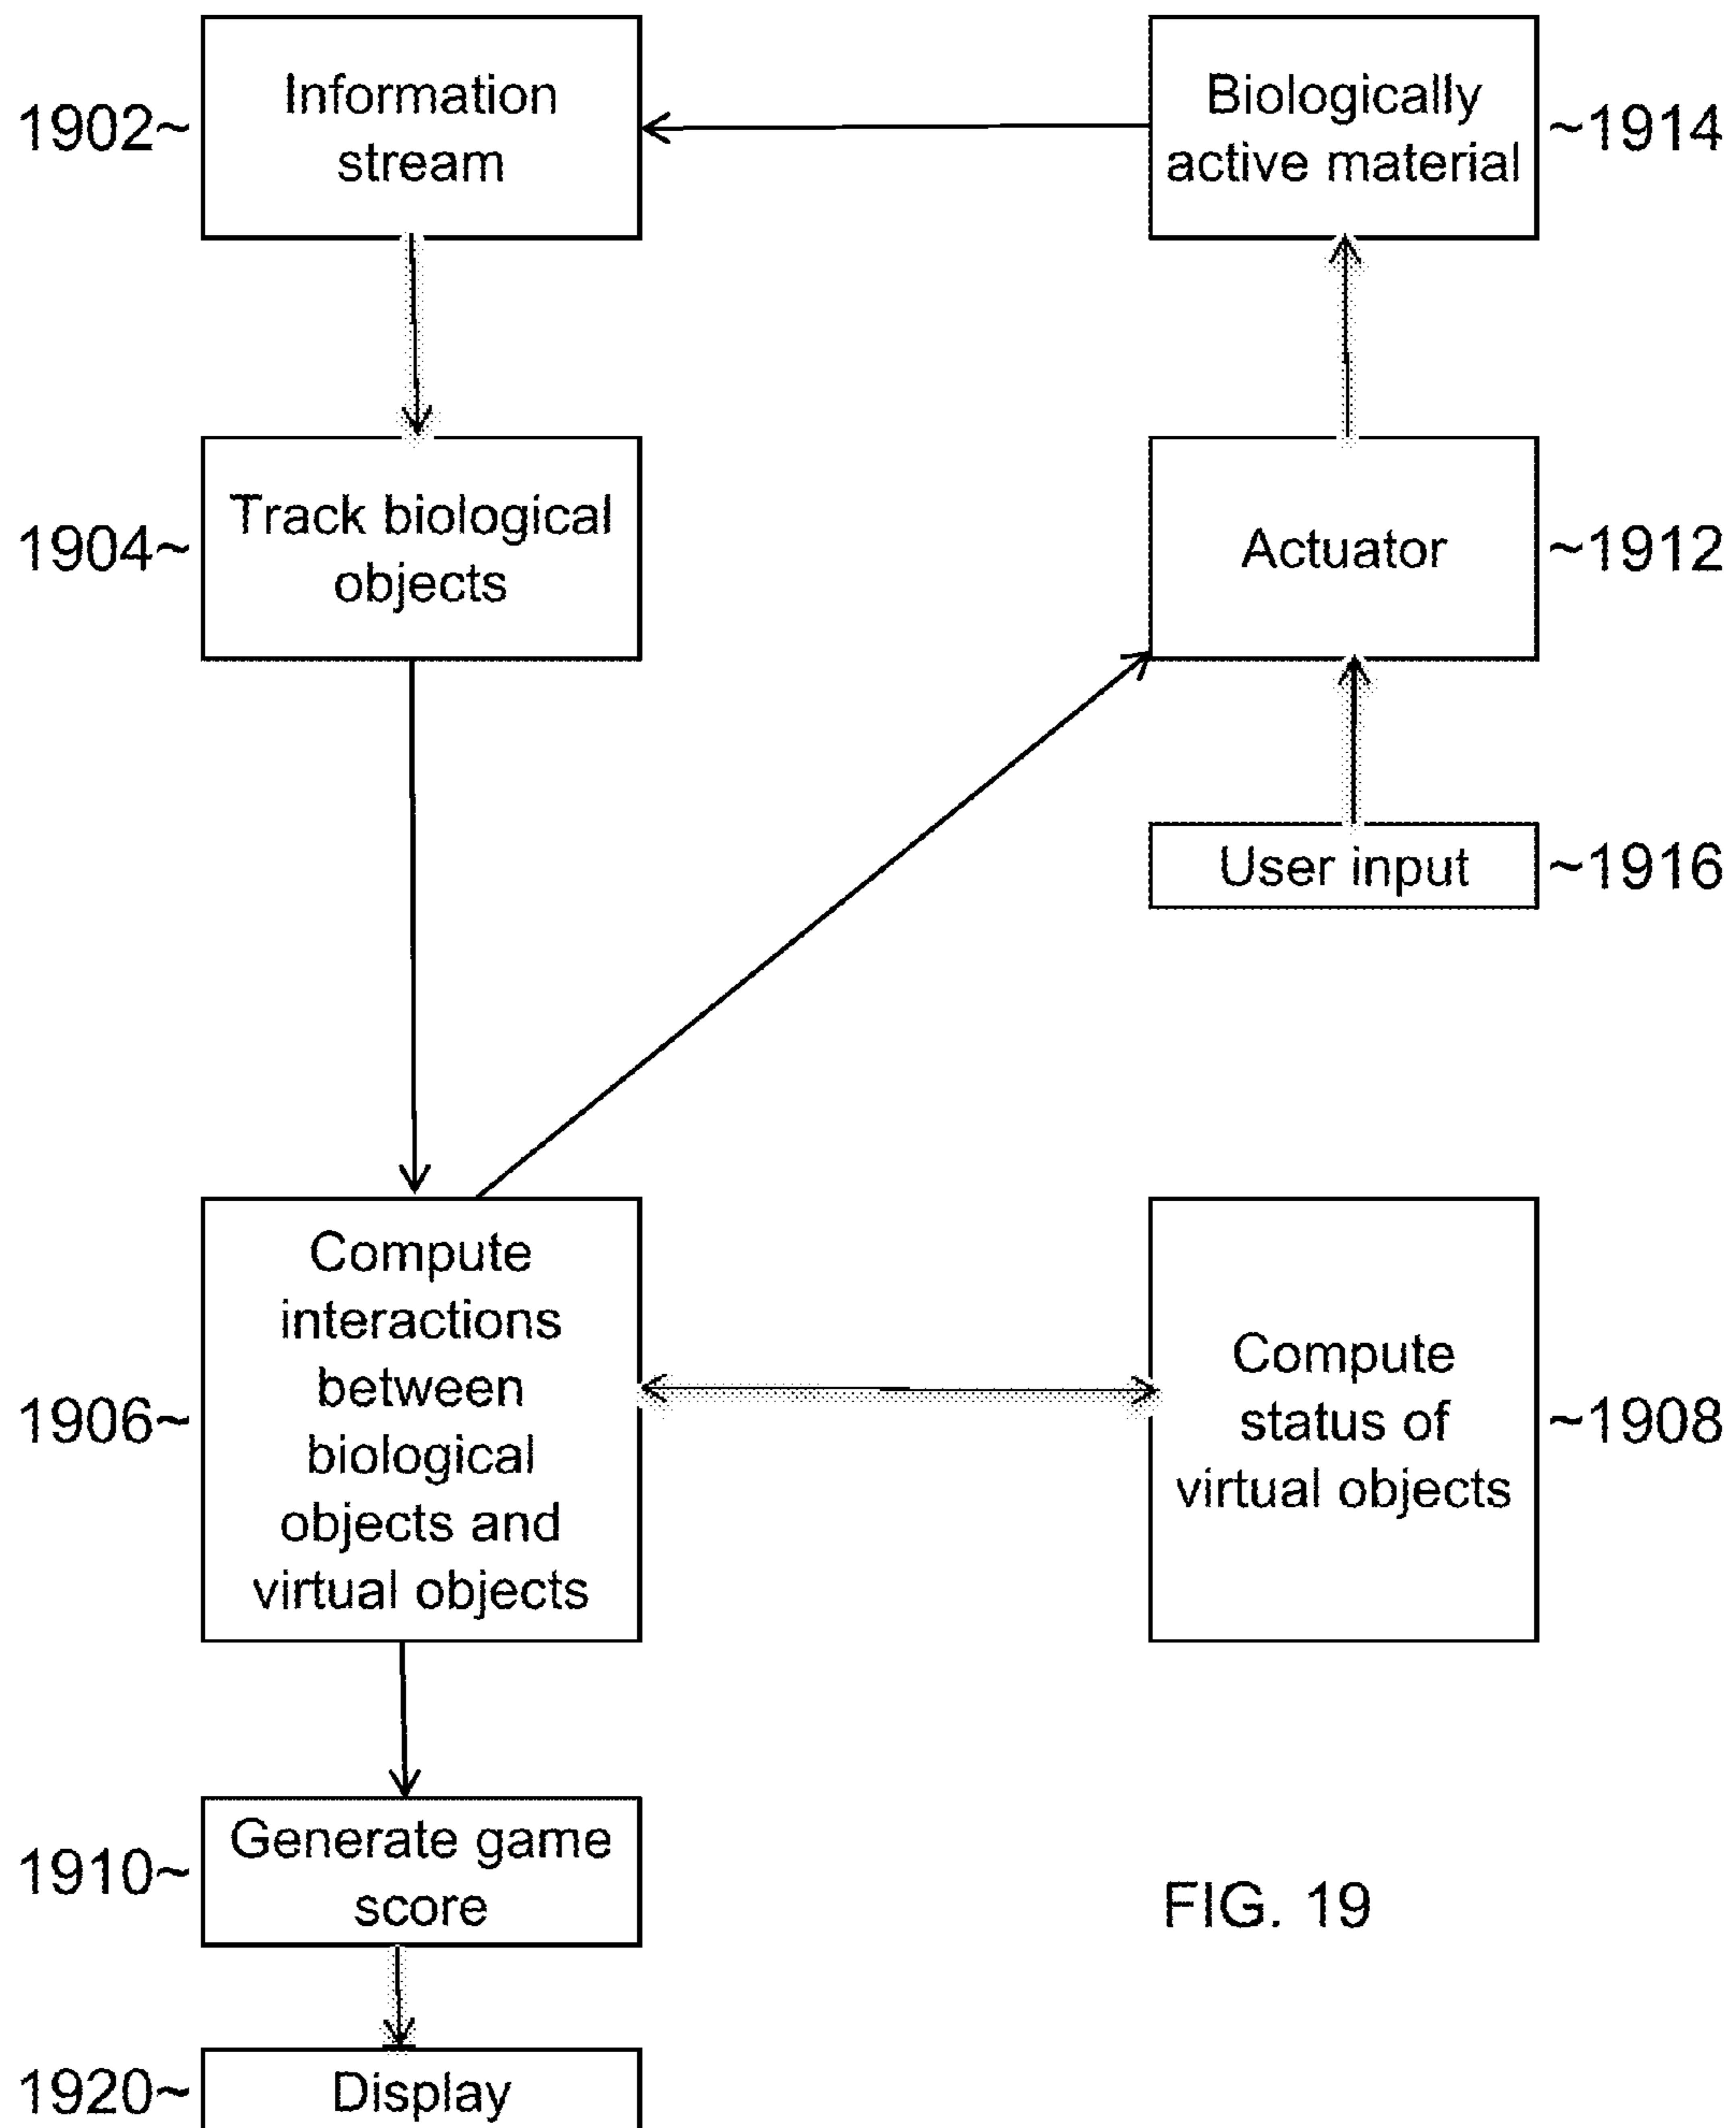 1902~
Information
stream
Biologically
active material
~1914
1904~
Track biological
objects
Actuator
~1912
User input
~1916
1906~
Compute
interactions
between
biological
objects and
virtual objects
Compute
status of
virtual objects
~1908
1910~
Generate game
score
FIG. 19
1920~
Display